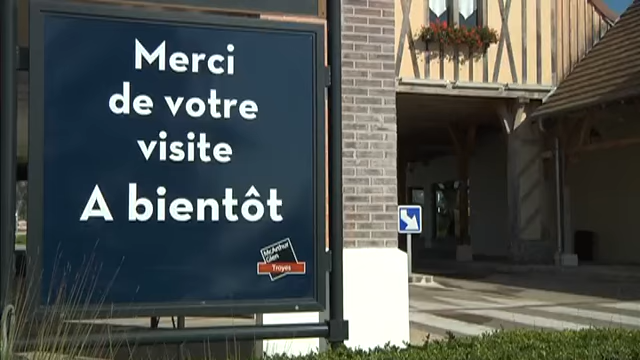 Merci
de votre
visite
A bientôt
McArthur
Glen
Troyes